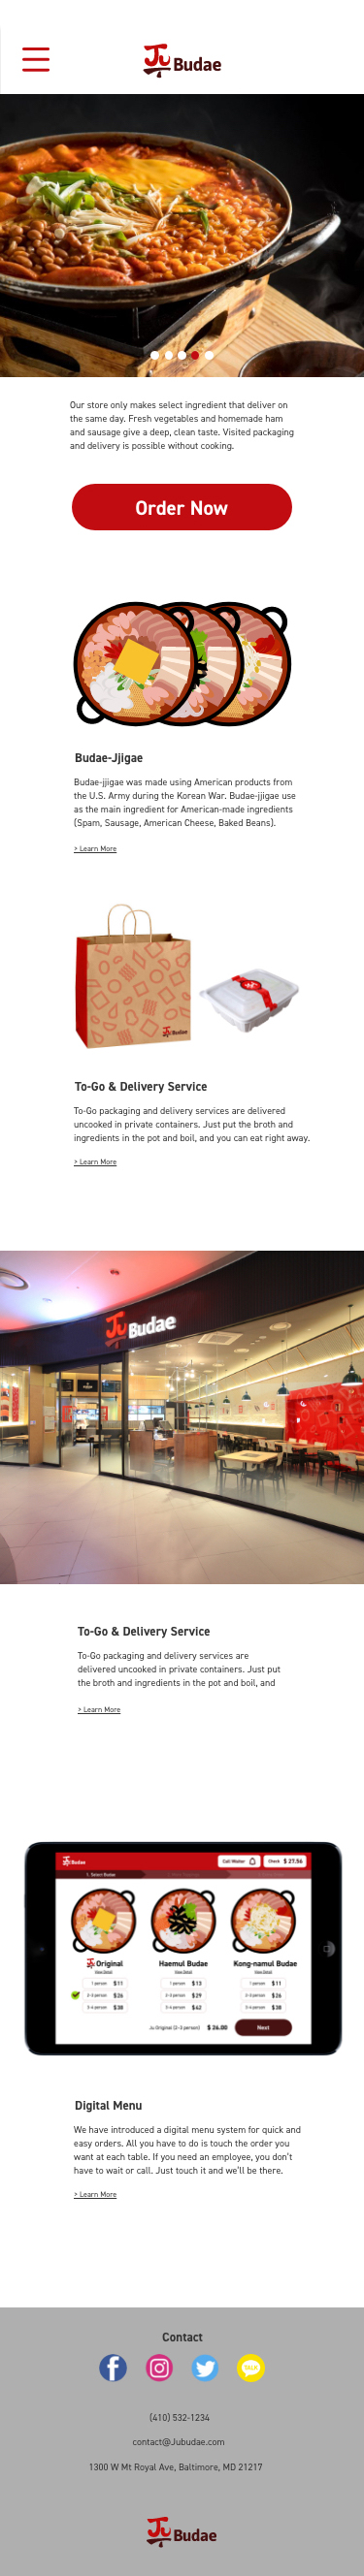 Ju Budae
Our store only makes select ingredient that deliver on
the same day. Fresh vegetables and homemade ham
and sausage give a deep, clean taste. Visited packaging
and delivery is possible without cooking.
Order Now
Budae-Jjigae
Budae-jjigae was made using American products from
the U.S. Army during the Korean War. Budae-jjigae use
as the main ingredient for American-made ingredients
(Spam, Sausage, American Cheese, Baked Beans).
> Learn More
Ju Budae
To-Go & Delivery Service
To-Go packaging and delivery services are delivered
uncooked in private containers. Just put the broth and
ingredients in the pot and boil, and you can eat right away.
> Learn More
Ju Budae
To-Go & Delivery Service
To-Go packaging and delivery services are
delivered uncooked in private containers. Just put
the broth and ingredients in the pot and boil, and
> Learn More
Ju Budae
Call Waiter
Check $ 27.56
1. Select Budae
Ju Original
Haemul Budae
Kong-namul Budae
View Detail
View Detail
View Detail
1 person $11
1 person $13
1 person $11
2-3 person $26
2-3 person $29
2-3 person $26
3-4 person $38
3-4 person $42
3-4 person $38
Ju Original (2-3 person) $ 26.00 Next
Digital Menu
We have introduced a digital menu system for quick and
easy orders. All you have to do is touch the order you
want at each table. If you need an employee, you don't
have to wait or call. Just touch it and we'll be there.
> Learn More
Contact
TALK
(410) 532-1234
contact@Jubudae.com
1300 W Mt Royal Ave, Baltimore, MD 21217
Ju Budae